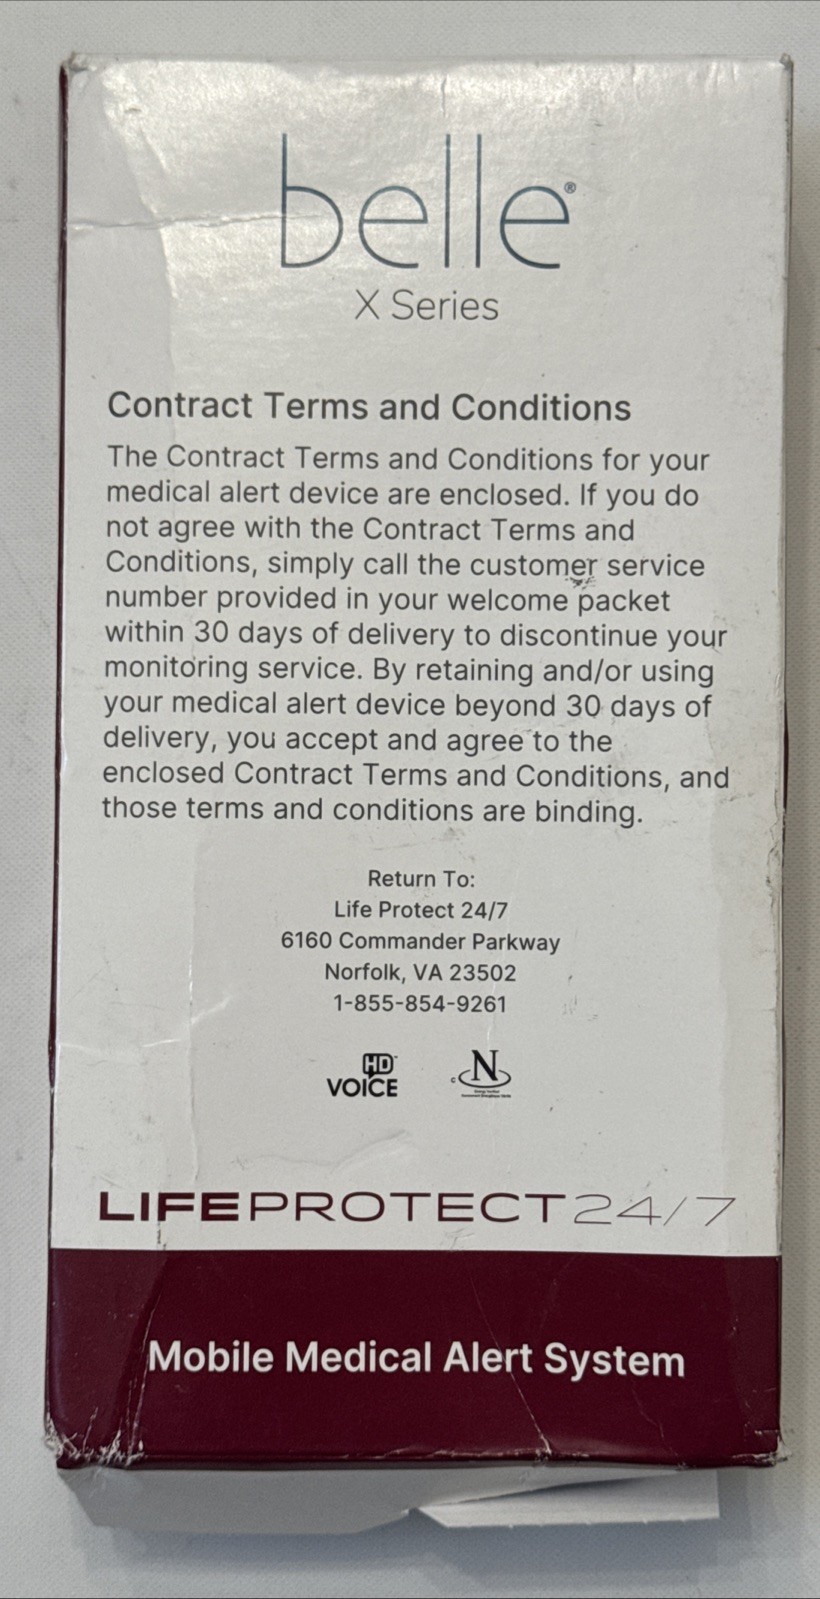 belle®
X Series
Contract Terms and Conditions
The Contract Terms and Conditions for your
medical alert device are enclosed. If you do
not agree with the Contract Terms and
Conditions, simply call the customer service
number provided in your welcome packet
within 30 days of delivery to discontinue your
monitoring service. By retaining and/or using
your medical alert device beyond 30 days of
delivery, you accept and agree to the
enclosed Contract Terms and Conditions, and
those terms and conditions are binding.
Return To:
Life Protect 24/7
6160 Commander Parkway
Norfolk, VA 23502
1-855-854-9261
HD
VOICE
N
LIFEPROTECT24/7
Mobile Medical Alert System